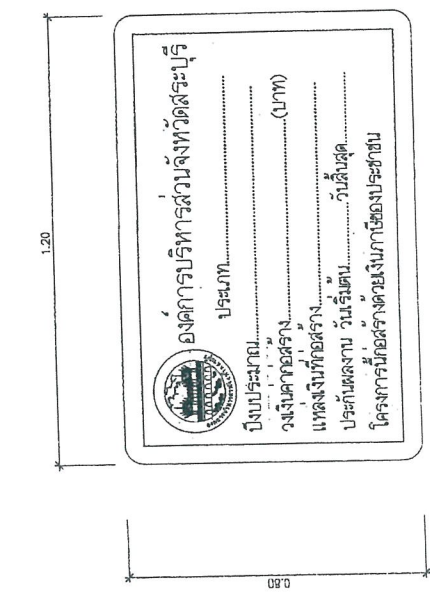 1.20
องค์การบริหารส่วนจังหวัดสระบุรี
ประเภท..............................
ปีงบประมาณ..............................
วงเงินค่าก่อสร้าง..............................(บาท)
แหล่งเงินที่ก่อสร้าง..............................
ประกันผลงาน วันเริ่มต้น..............วันสิ้นสุด..............
โครงการนี้ก่อสร้างด้วยเงินภาษีของประชาชน
0.80